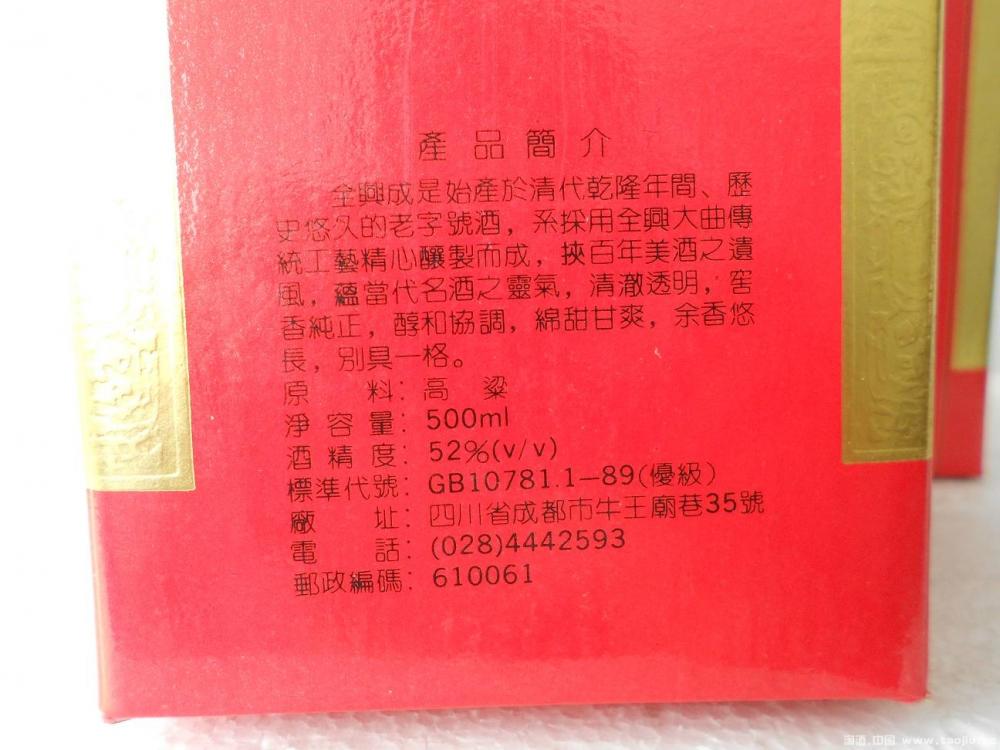 產品簡介
全興成是始產於清代乾隆年間、歷
史悠久的老字號酒，系採用全興大曲傳
統工藝精心釀製而成，挾百年美酒之遺
風，蘊當代名酒之靈氣，清澈透明，窖
香純正，醇和協調，綿甜甘爽，余香悠
長，別具一格。
原料：高粱
淨容量：500ml
酒精度：52%(v/v)
標準代號：GB10781.1—89(優級)
廠址：四川省成都市牛王廟巷35號
電話：(028)4442593
郵政編碼：610061